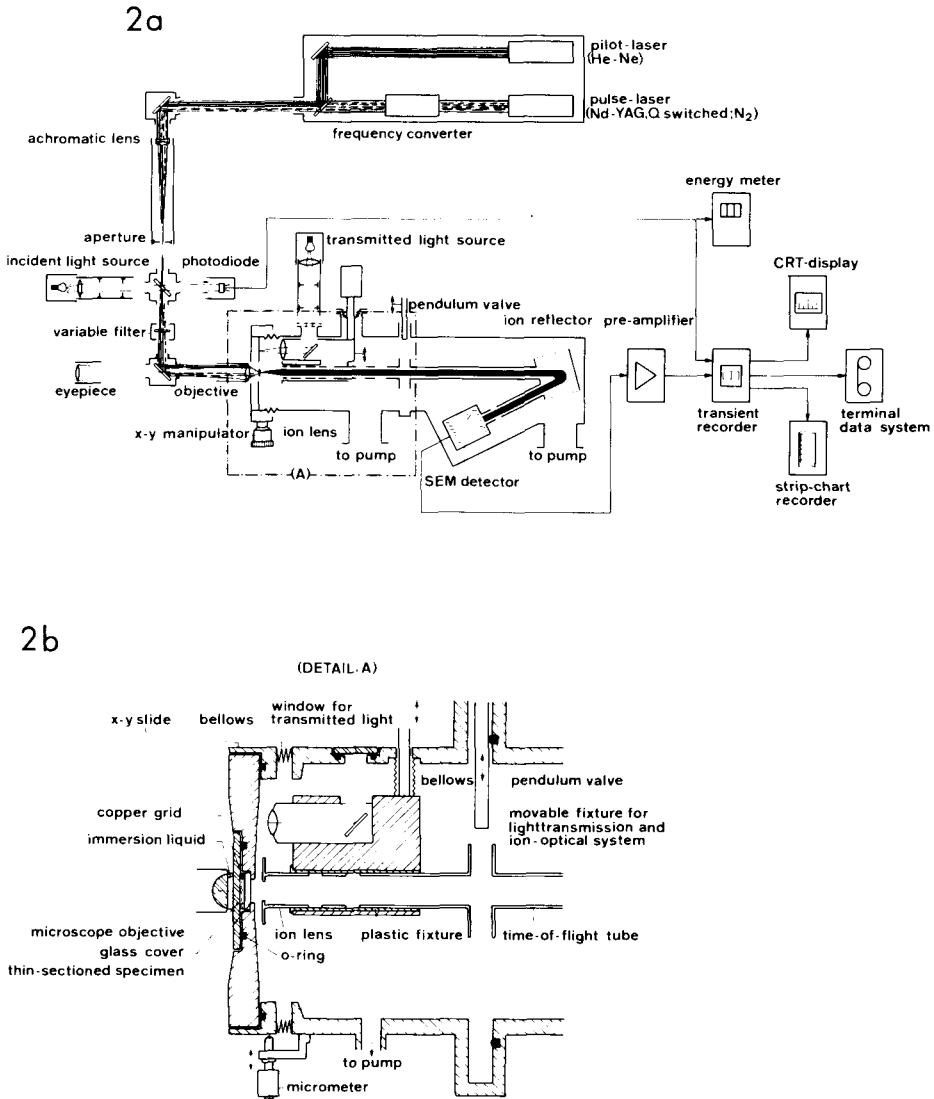 2a
pilot-laser
(He-Ne)
pulse-laser
(Nd-YAG,Q switched;N2)
frequency converter
achromatic lens
energy meter
aperture
transmitted light source
incident light source
photodiode
CRT-display
pendulum valve
ion reflector
pre-amplifier
variable filter
eyepiece
objective
x-y manipulator
ion lens
to pump
to pump
(A)
SEM detector
transient
recorder
terminal
data system
strip-chart
recorder
2b
(DETAIL-A)
x-y slide
bellows
window for
transmitted light
bellows
pendulum valve
copper grid
immersion liquid
movable fixture for
lighttransmission and
ion-optical system
microscope objective
glass cover
thin-sectioned specimen
ion lens
o-ring
plastic fixture
time-of-flight tube
to pump
micrometer